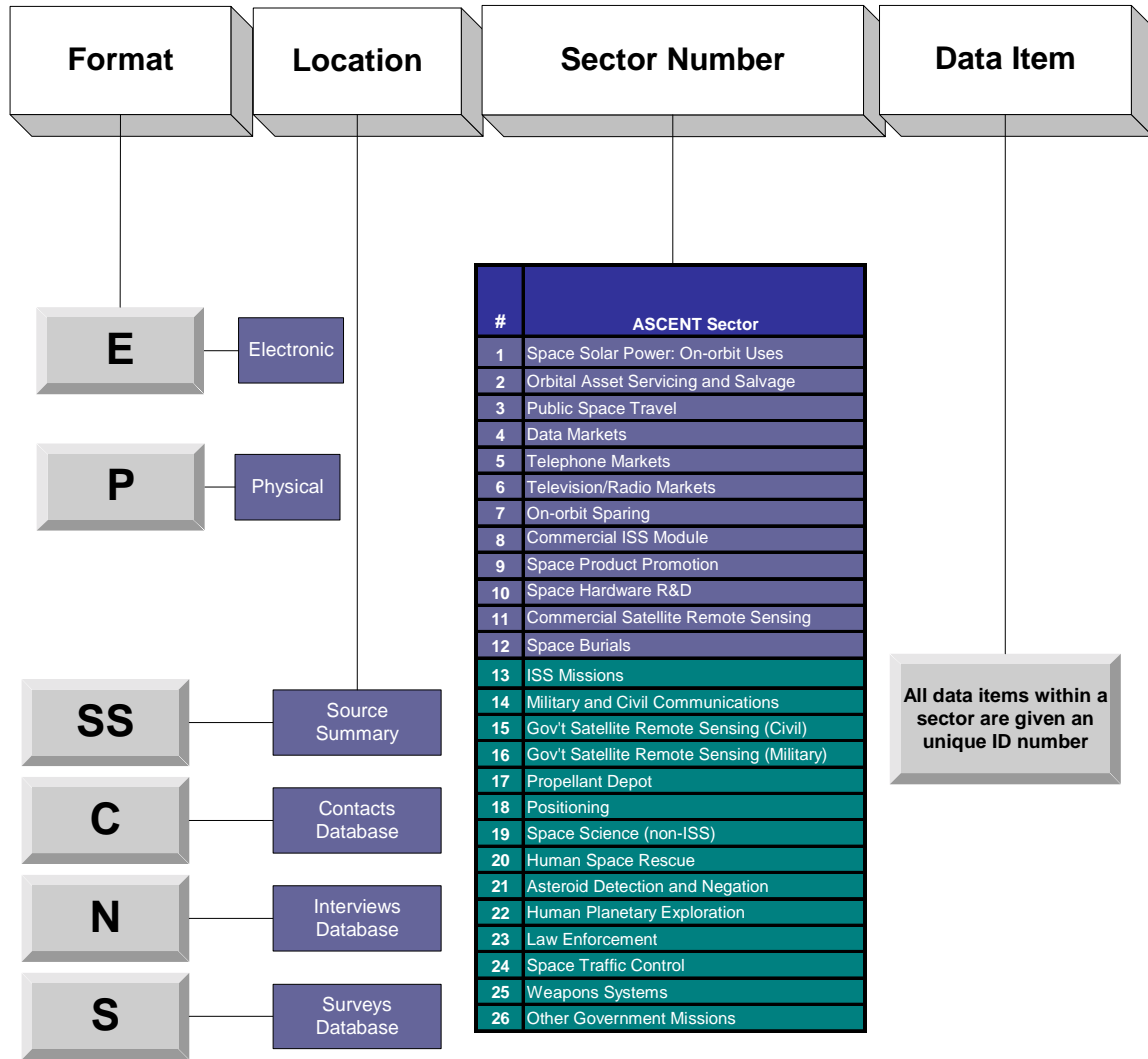 Format
Location
Sector Number
Data Item
E
Electronic
P
Physical
SS
Source
Summary
C
Contacts
Database
N
Interviews
Database
S
Surveys
Database
# ASCENT Sector
1 Space Solar Power: On-orbit Uses
2 Orbital Asset Servicing and Salvage
3 Public Space Travel
4 Data Markets
5 Telephone Markets
6 Television/Radio Markets
7 On-orbit Sparing
8 Commercial ISS Module
9 Space Product Promotion
10 Space Hardware R&D
11 Commercial Satellite Remote Sensing
12 Space Burials
13 ISS Missions
14 Military and Civil Communications
15 Gov't Satellite Remote Sensing (Civil)
16 Gov't Satellite Remote Sensing (Military)
17 Propellant Depot
18 Positioning
19 Space Science (non-ISS)
20 Human Space Rescue
21 Asteroid Detection and Negation
22 Human Planetary Exploration
23 Law Enforcement
24 Space Traffic Control
25 Weapons Systems
26 Other Government Missions
All data items within a
sector are given an
unique ID number